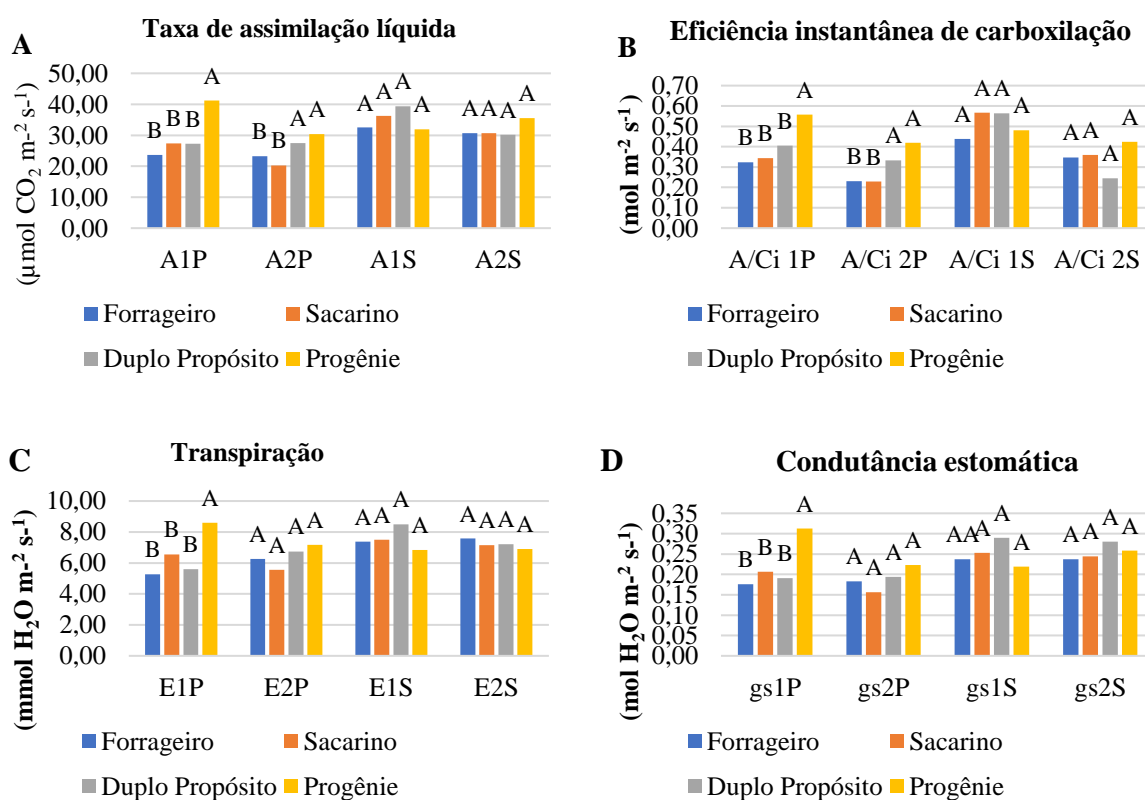 A
Taxa de assimilação líquida
(µmol CO2 m-2 s-1)
50,00
40,00
30,00
20,00
10,00
0,00
B B B A
B B A A
A A A A
A A A A
A1P A2P A1S A2S
Forrageiro Sacarino
Duplo Propósito Progênie
B
Eficiência instantânea de carboxilação
(mol m-2 s-1)
0,70
0,60
0,50
0,40
0,30
0,20
0,10
0,00
B B B A
B B A A
A A A A
A A A A
A/Ci 1P A/Ci 2P A/Ci 1S A/Ci 2S
Forrageiro Sacarino
Duplo Propósito Progênie
C
Transpiração
(mmol H2O m-2 s-1)
10,00
8,00
6,00
4,00
2,00
0,00
B B B A
A A A A
A A A A
A A A A
E1P E2P E1S E2S
Forrageiro Sacarino
Duplo Propósito Progênie
D
Condutância estomática
(mol H2O m-2 s-1)
0,35
0,30
0,25
0,20
0,15
0,10
0,05
0,00
B B B A
A A A A
AA A A A
A A A A
gs1P gs2P gs1S gs2S
Forrageiro Sacarino
Duplo Propósito Progênie